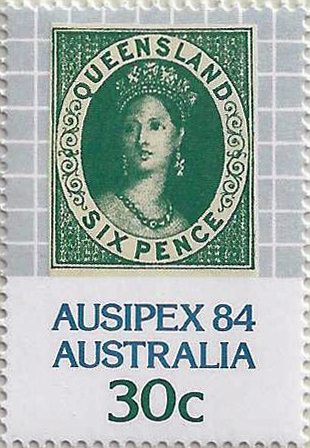 QUEENSLAND
SIX PENCE
AUSIPEX 84
AUSTRALIA
30c